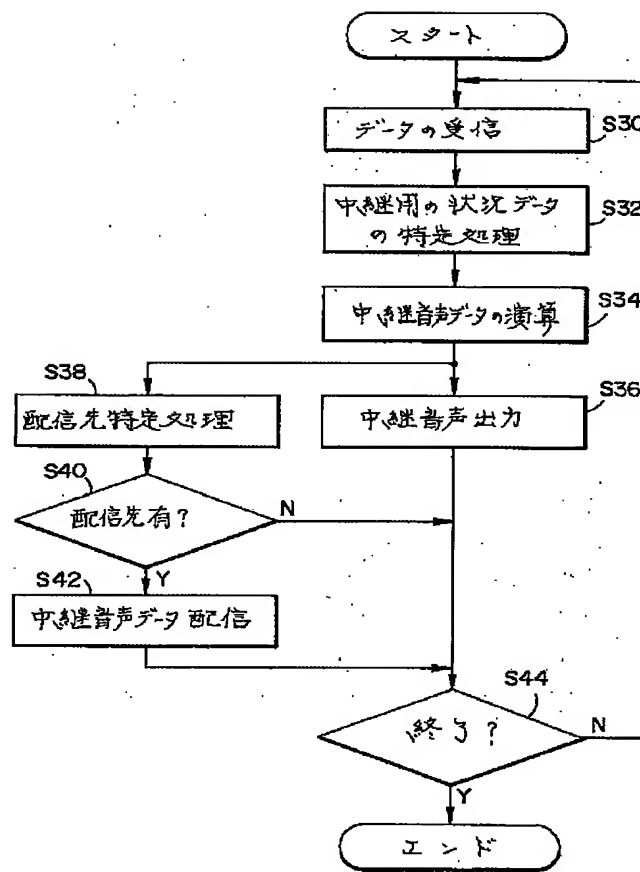 スタート
データの受信
S30
中継用の状況データ
の特定処理
S32
中継音声データの演算
S34
S38
配信先特定処理
中継音声出力
S36
S40
配信先有?
N
Y
S42
中継音声データ配信
S44
終了?
N
Y
エンド